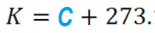 K = C + 273.